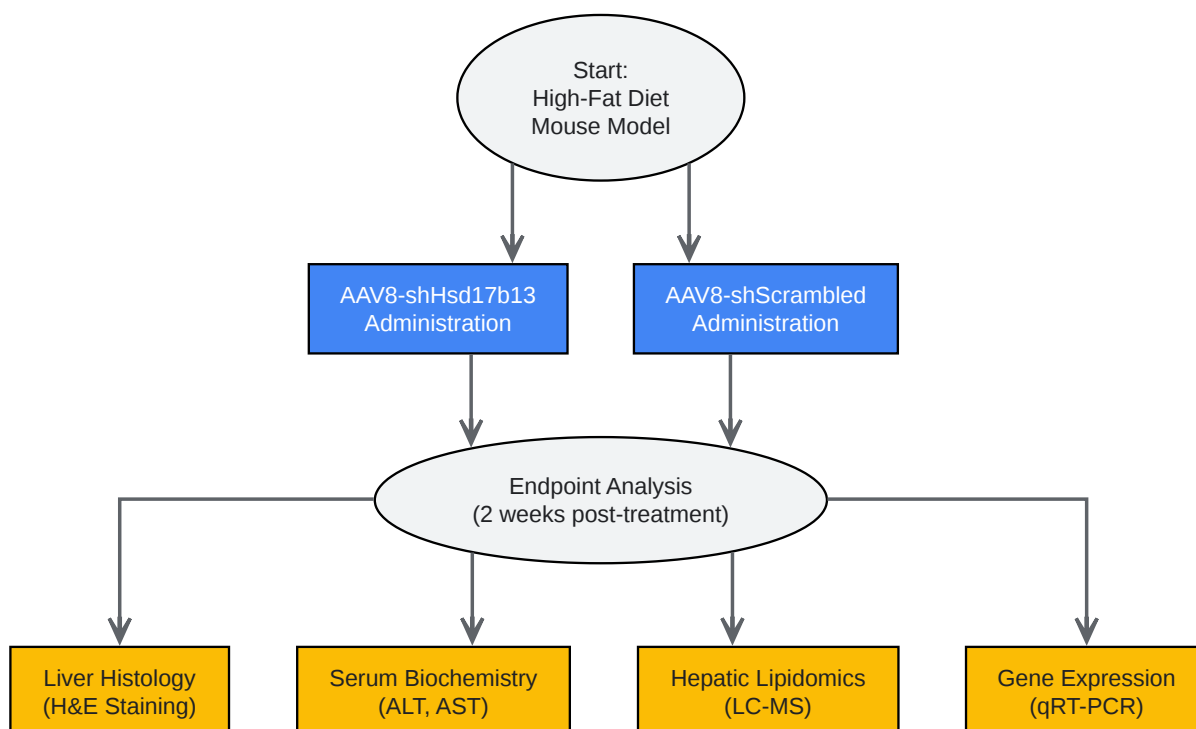 Start:
High-Fat Diet
Mouse Model
AAV8-shHsd17b13
Administration
AAV8-shScrambled
Administration
Endpoint Analysis
(2 weeks post-treatment)
Liver Histology
(H&E Staining)
Serum Biochemistry
(ALT, AST)
Hepatic Lipidomics
(LC-MS)
Gene Expression
(qRT-PCR)